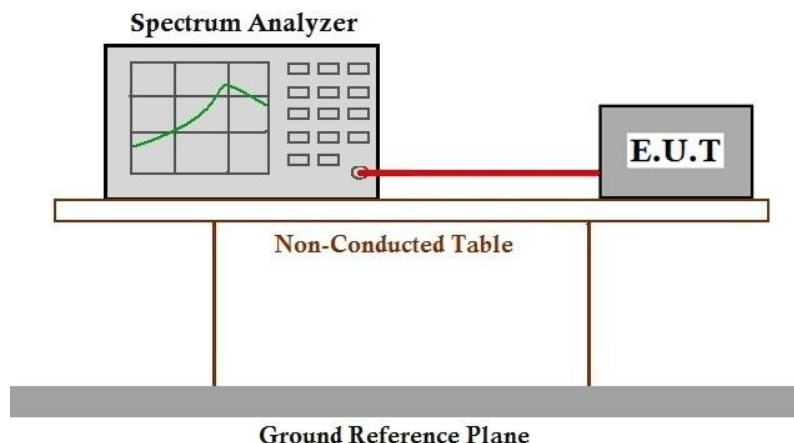 Spectrum Analyzer
E.U.T
Non-Conducted Table
Ground Reference Plane